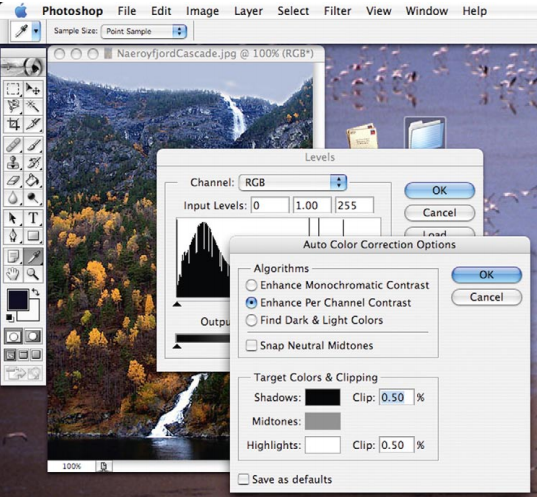 Photoshop File Edit Image Layer Select Filter View Window Help
Sample Size: Point Sample
NaeroyfjordCascade.jpg @ 100% (RGB*)
Levels
Channel: RGB
Input Levels: 0 1.00 255
OK
Cancel
Load
Auto Color Correction Options
Algorithms
Enhance Monochromatic Contrast
Enhance Per Channel Contrast
Find Dark & Light Colors
Snap Neutral Midtones
OK
Cancel
Target Colors & Clipping
Shadows: Clip: 0.50 %
Midtones:
Highlights: Clip: 0.50 %
Save as defaults
100%